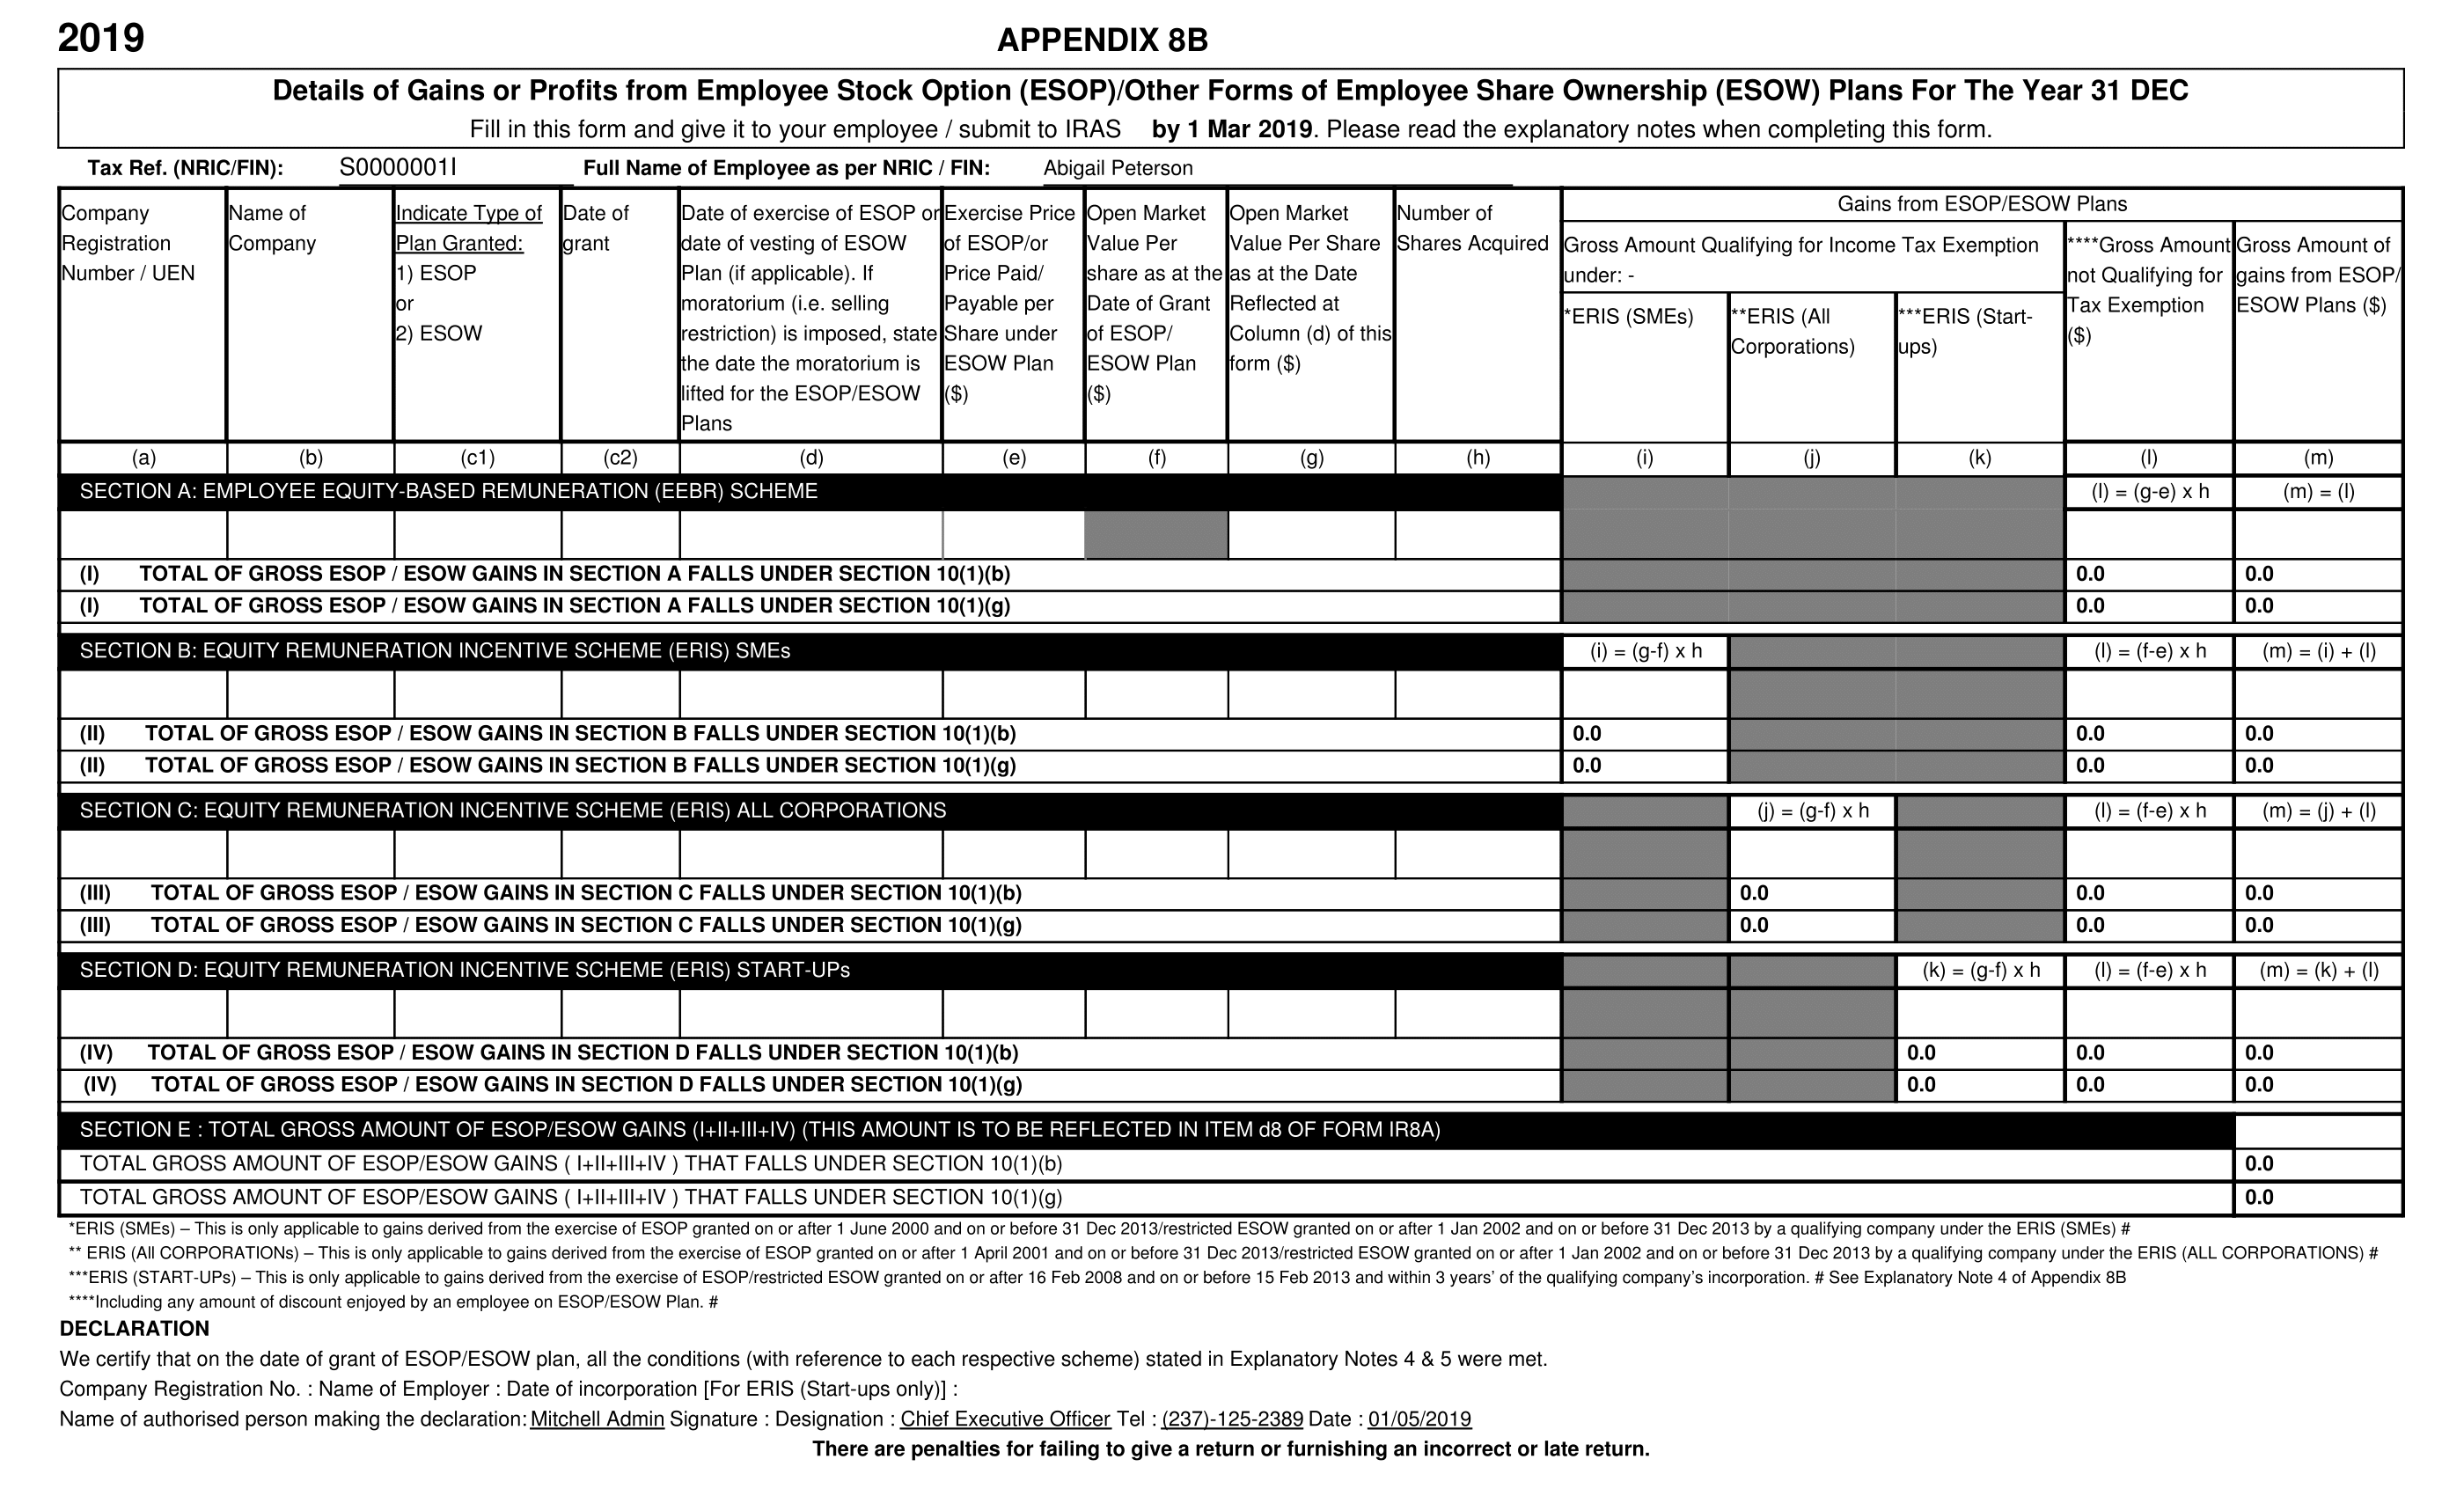 2019
APPENDIX 8B
Details of Gains or Profits from Employee Stock Option (ESOP)/Other Forms of Employee Share Ownership (ESOW) Plans For The Year 31 DEC
Fill in this form and give it to your employee / submit to IRAS by 1 Mar 2019. Please read the explanatory notes when completing this form.
Tax Ref. (NRIC/FIN): S0000001I Full Name of Employee as per NRIC / FIN: Abigail Peterson
Company
Registration
Number / UEN
Name of
Company
Indicate Type of
Plan Granted:
1) ESOP
or
2) ESOW
Date of
grant
Date of exercise of ESOP or
date of vesting of ESOW
Plan (if applicable). If
moratorium (i.e. selling
restriction) is imposed, state
the date the moratorium is
lifted for the ESOP/ESOW
Plans
Exercise Price
of ESOP/or
Price Paid/
Payable per
Share under
ESOW Plan
($)
Open Market
Value Per
share as at the
Date of Grant
of ESOP/
ESOW Plan
($)
Open Market
Value Per Share
as at the Date
Reflected at
Column (d) of this
form ($)
Number of
Shares Acquired
Gains from ESOP/ESOW Plans
Gross Amount Qualifying for Income Tax Exemption
under: -
*ERIS (SMEs)
**ERIS (All
Corporations)
***ERIS (Start-
ups)
****Gross Amount
not Qualifying for
Tax Exemption
($)
Gross Amount of
gains from ESOP/
ESOW Plans ($)
(a) (b) (c1) (c2) (d) (e) (f) (g) (h) (i) (j) (k) (l) (m)
SECTION A: EMPLOYEE EQUITY-BASED REMUNERATION (EEBR) SCHEME (l) = (g-e) x h (m) = (l)
(I) TOTAL OF GROSS ESOP / ESOW GAINS IN SECTION A FALLS UNDER SECTION 10(1)(b) 0.0 0.0
(I) TOTAL OF GROSS ESOP / ESOW GAINS IN SECTION A FALLS UNDER SECTION 10(1)(g) 0.0 0.0
SECTION B: EQUITY REMUNERATION INCENTIVE SCHEME (ERIS) SMEs (i) = (g-f) x h (l) = (f-e) x h (m) = (i) + (l)
(II) TOTAL OF GROSS ESOP / ESOW GAINS IN SECTION B FALLS UNDER SECTION 10(1)(b) 0.0 0.0 0.0
(II) TOTAL OF GROSS ESOP / ESOW GAINS IN SECTION B FALLS UNDER SECTION 10(1)(g) 0.0 0.0 0.0
SECTION C: EQUITY REMUNERATION INCENTIVE SCHEME (ERIS) ALL CORPORATIONS (j) = (g-f) x h (l) = (f-e) x h (m) = (j) + (l)
(III) TOTAL OF GROSS ESOP / ESOW GAINS IN SECTION C FALLS UNDER SECTION 10(1)(b) 0.0 0.0 0.0
(III) TOTAL OF GROSS ESOP / ESOW GAINS IN SECTION C FALLS UNDER SECTION 10(1)(g) 0.0 0.0 0.0
SECTION D: EQUITY REMUNERATION INCENTIVE SCHEME (ERIS) START-UPs (k) = (g-f) x h (l) = (f-e) x h (m) = (k) + (l)
(IV) TOTAL OF GROSS ESOP / ESOW GAINS IN SECTION D FALLS UNDER SECTION 10(1)(b) 0.0 0.0 0.0
(IV) TOTAL OF GROSS ESOP / ESOW GAINS IN SECTION D FALLS UNDER SECTION 10(1)(g) 0.0 0.0 0.0
SECTION E : TOTAL GROSS AMOUNT OF ESOP/ESOW GAINS (I+II+III+IV) (THIS AMOUNT IS TO BE REFLECTED IN ITEM d8 OF FORM IR8A)
TOTAL GROSS AMOUNT OF ESOP/ESOW GAINS ( I+II+III+IV ) THAT FALLS UNDER SECTION 10(1)(b) 0.0
TOTAL GROSS AMOUNT OF ESOP/ESOW GAINS ( I+II+III+IV ) THAT FALLS UNDER SECTION 10(1)(g) 0.0
*ERIS (SMEs) – This is only applicable to gains derived from the exercise of ESOP granted on or after 1 June 2000 and on or before 31 Dec 2013/restricted ESOW granted on or after 1 Jan 2002 and on or before 31 Dec 2013 by a qualifying company under the ERIS (SMEs) #
** ERIS (All CORPORATIONs) – This is only applicable to gains derived from the exercise of ESOP granted on or after 1 April 2001 and on or before 31 Dec 2013/restricted ESOW granted on or after 1 Jan 2002 and on or before 31 Dec 2013 by a qualifying company under the ERIS (ALL CORPORATIONS) #
***ERIS (START-UPs) – This is only applicable to gains derived from the exercise of ESOP/restricted ESOW granted on or after 16 Feb 2008 and on or before 15 Feb 2013 and within 3 years’ of the qualifying company’s incorporation. # See Explanatory Note 4 of Appendix 8B
****Including any amount of discount enjoyed by an employee on ESOP/ESOW Plan. #
DECLARATION
We certify that on the date of grant of ESOP/ESOW plan, all the conditions (with reference to each respective scheme) stated in Explanatory Notes 4 & 5 were met.
Company Registration No. : Name of Employer : Date of incorporation [For ERIS (Start-ups only)] :
Name of authorised person making the declaration: Mitchell Admin Signature : Designation : Chief Executive Officer Tel : (237)-125-2389 Date : 01/05/2019
There are penalties for failing to give a return or furnishing an incorrect or late return.